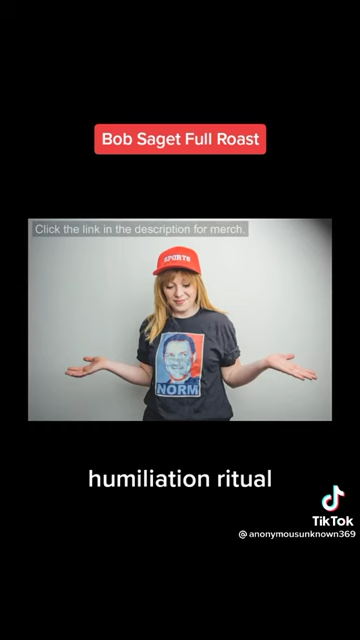 Bob Saget Full Roast
Click the link in the description for merch.
SPORTS
NORM
humiliation ritual
TikTok
@anonymousunknown369